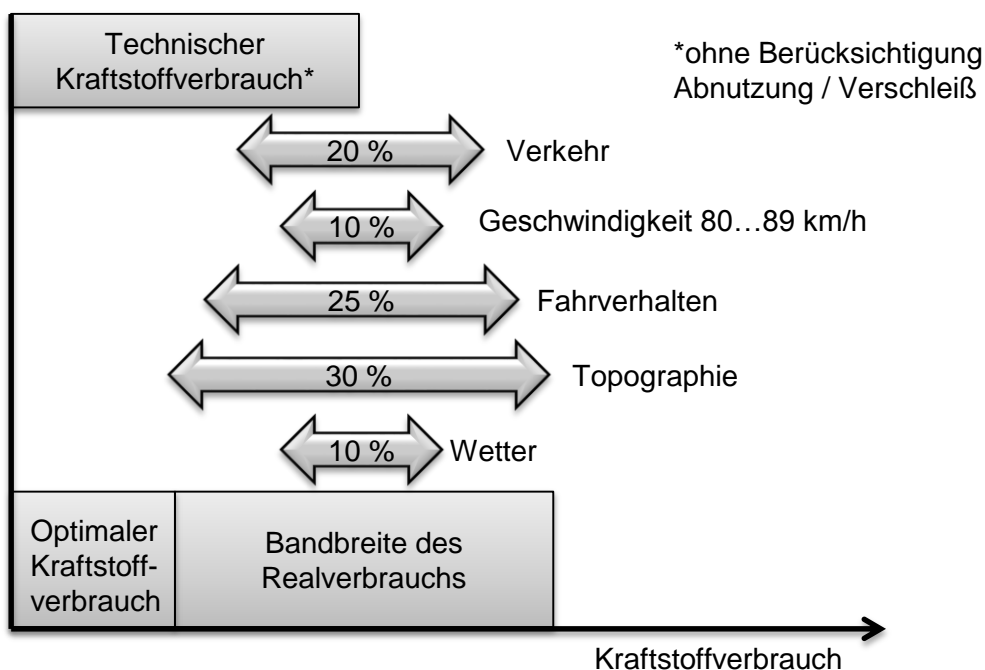 Technischer
Kraftstoffverbrauch*
*ohne Berücksichtigung
Abnutzung / Verschleiß
20 %
Verkehr
10 %
Geschwindigkeit 80…89 km/h
25 %
Fahrverhalten
30 %
Topographie
10 %
Wetter
Optimaler
Kraftstoff-
verbrauch
Bandbreite des
Realverbrauchs
Kraftstoffverbrauch